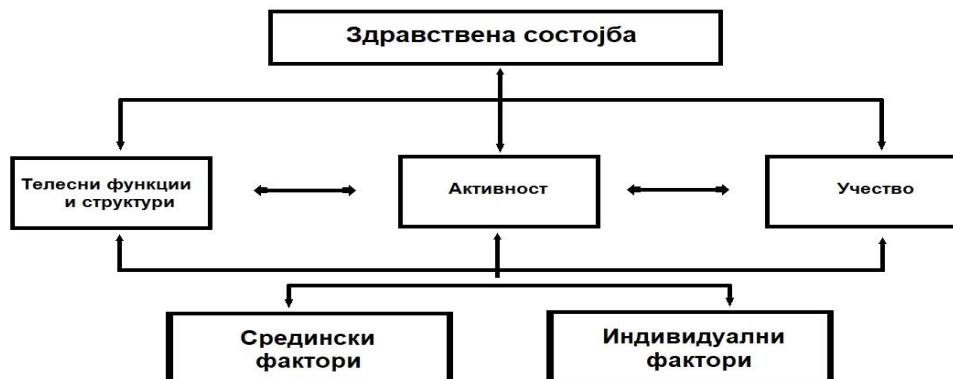 Здравствена состојба
Телесни функции
и структури
Активност
Учество
Средински
фактори
Индивидуални
фактори